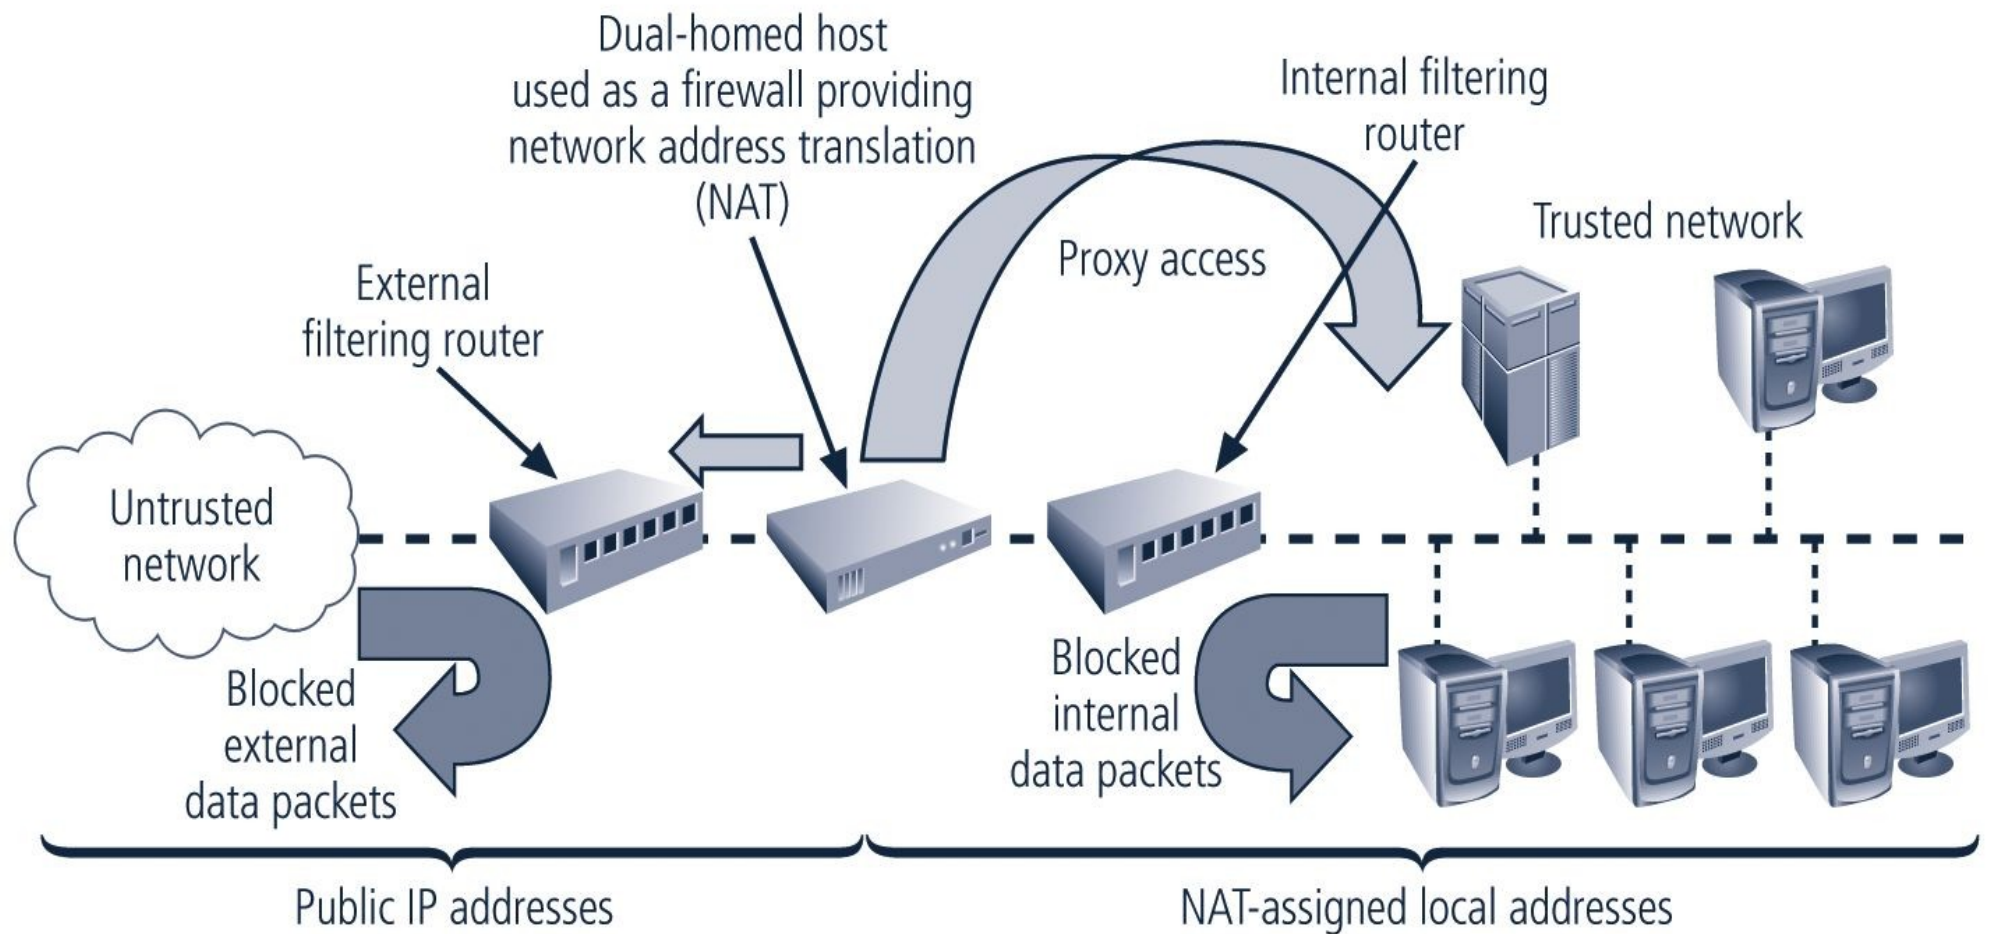 Dual-homed host
used as a firewall providing
network address translation
(NAT)
Internal filtering
router
Trusted network
Proxy access
External
filtering router
Untrusted
network
Blocked
external
data packets
Blocked
internal
data packets
Public IP addresses
NAT-assigned local addresses